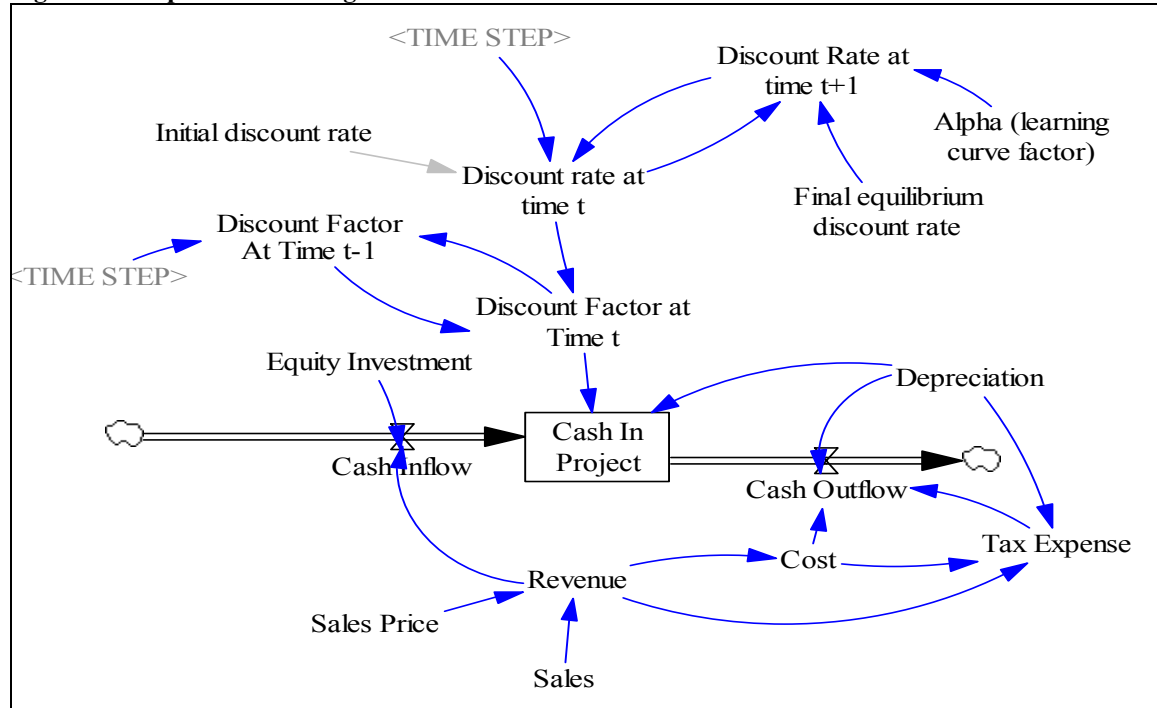 <TIME STEP>
Discount Rate at
time t+1
Initial discount rate
Alpha (learning
curve factor)
Discount rate at
time t
Final equilibrium
discount rate
Discount Factor
At Time t-1
<TIME STEP>
Discount Factor at
Time t
Equity Investment
Depreciation
Cash In
Project
Cash Inflow
Cash Outflow
Tax Expense
Cost
Revenue
Sales Price
Sales